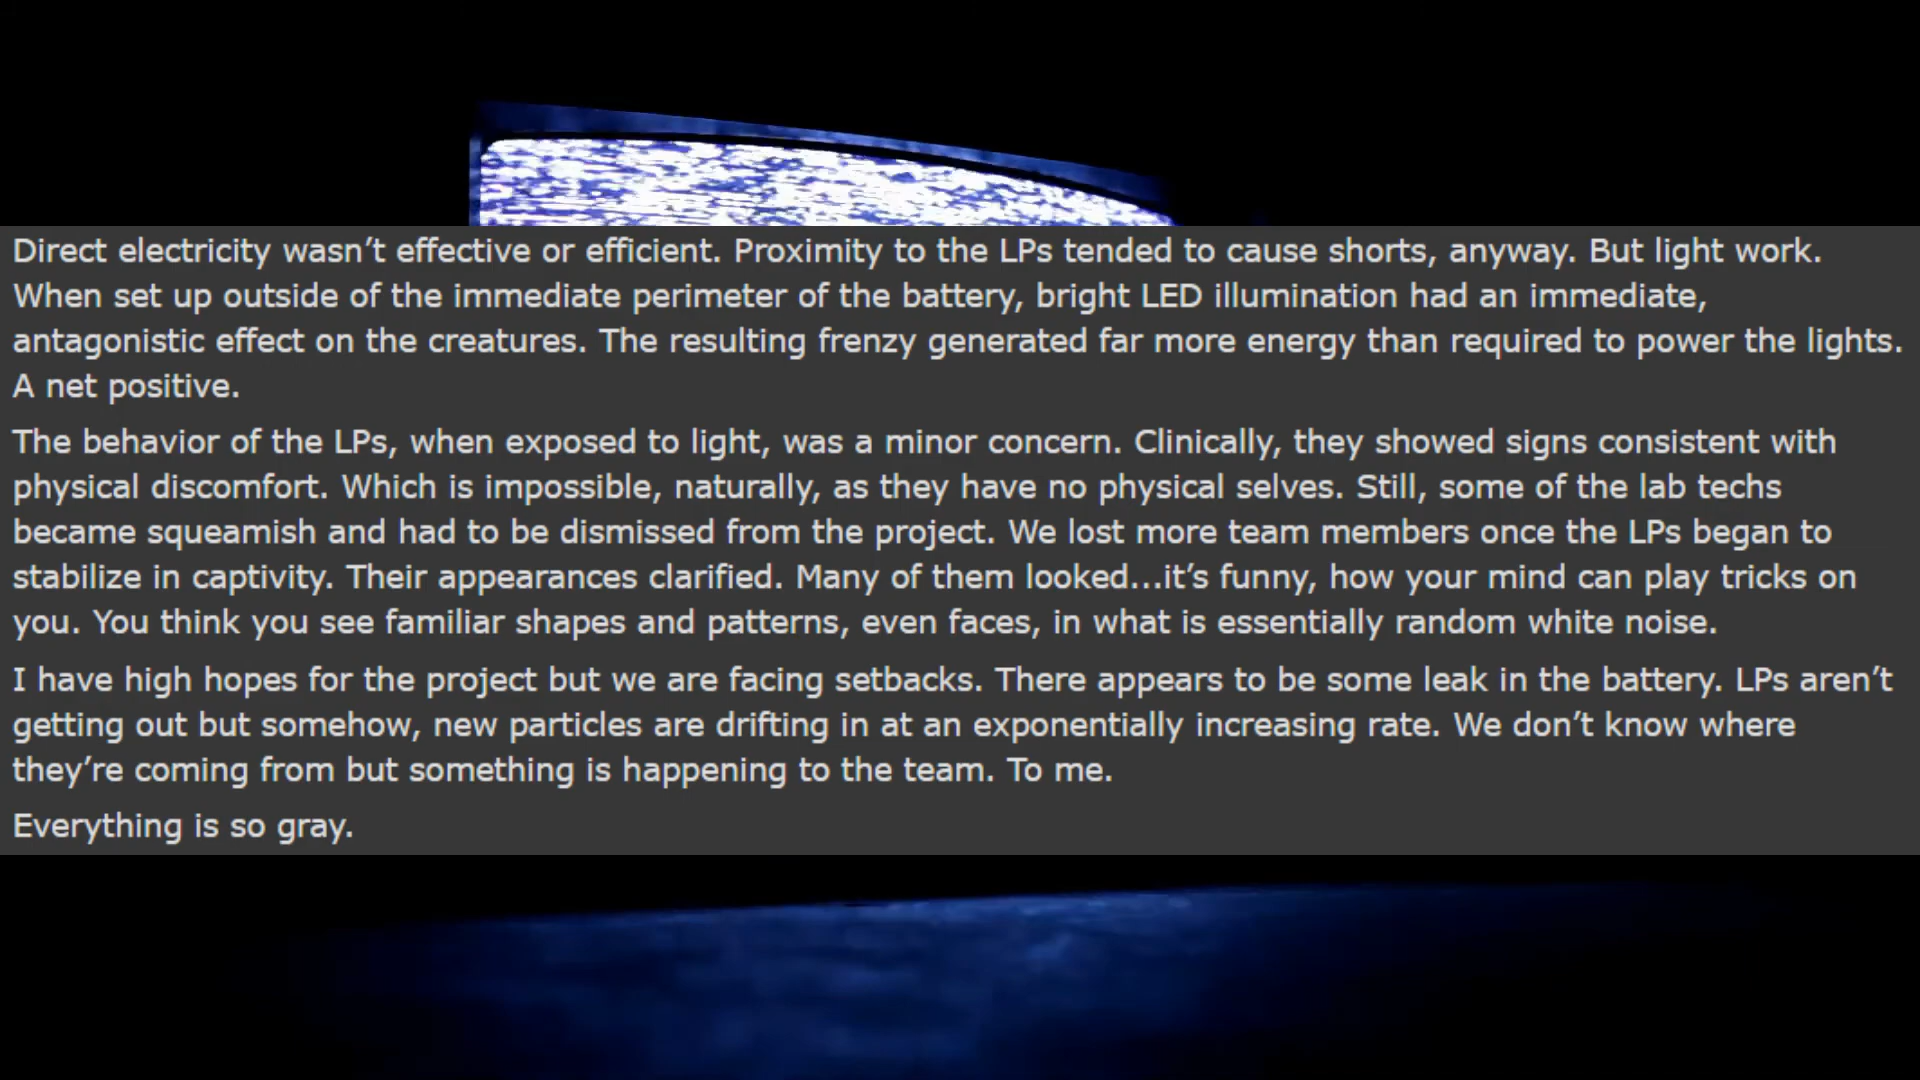 Direct electricity wasn’t effective or efficient. Proximity to the LPs tended to cause shorts, anyway. But light work.
When set up outside of the immediate perimeter of the battery, bright LED illumination had an immediate,
antagonistic effect on the creatures. The resulting frenzy generated far more energy than required to power the lights.
A net positive.
The behavior of the LPs, when exposed to light, was a minor concern. Clinically, they showed signs consistent with
physical discomfort. Which is impossible, naturally, as they have no physical selves. Still, some of the lab techs
became squeamish and had to be dismissed from the project. We lost more team members once the LPs began to
stabilize in captivity. Their appearances clarified. Many of them looked...it’s funny, how your mind can play tricks on
you. You think you see familiar shapes and patterns, even faces, in what is essentially random white noise.
I have high hopes for the project but we are facing setbacks. There appears to be some leak in the battery. LPs aren’t
getting out but somehow, new particles are drifting in at an exponentially increasing rate. We don’t know where
they’re coming from but something is happening to the team. To me.
Everything is so gray.